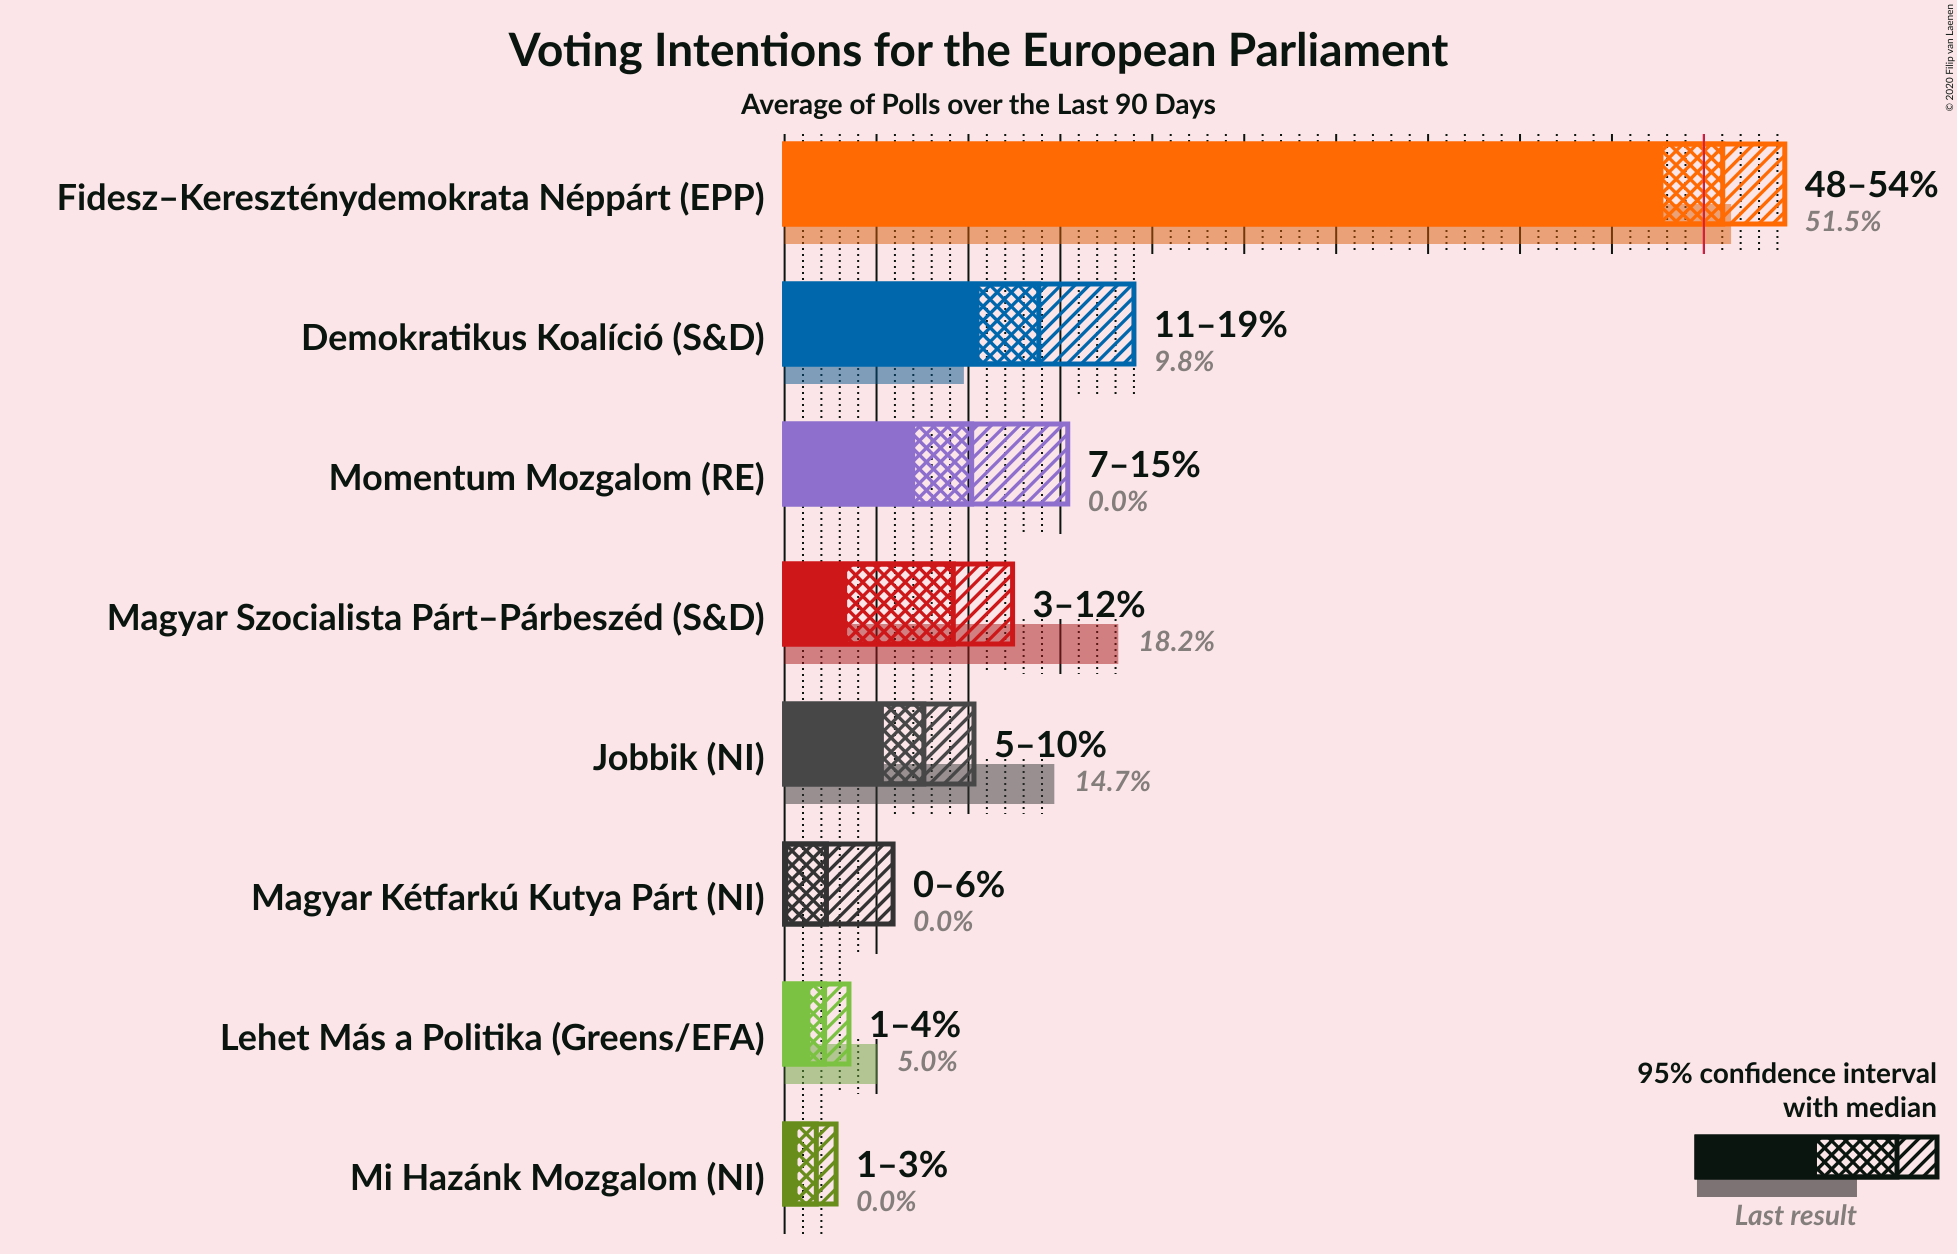 Voting Intentions for the European Parliament
Average of Polls over the Last 90 Days
© 2020 Filip van Laenen
Fidesz–Kereszténydemokrata Néppárt (EPP)
48–54%
51.5%
Demokratikus Koalíció (S&D)
11–19%
9.8%
Momentum Mozgalom (RE)
7–15%
0.0%
Magyar Szocialista Párt–Párbeszéd (S&D)
3–12%
18.2%
Jobbik (NI)
5–10%
14.7%
Magyar Kétfarkú Kutya Párt (NI)
0–6%
0.0%
Lehet Más a Politika (Greens/EFA)
1–4%
5.0%
Mi Hazánk Mozgalom (NI)
1–3%
0.0%
95% confidence interval
with median
Last result